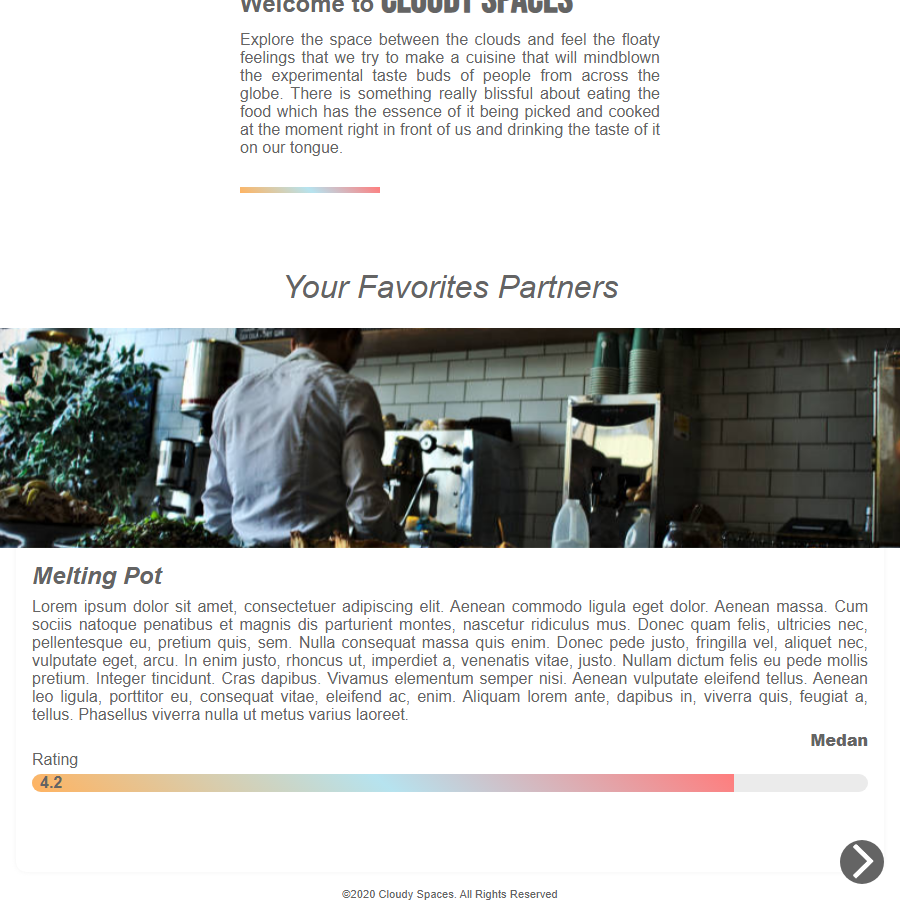 Welcome to CLOUDY SPACES
Explore the space between the clouds and feel the floaty
feelings that we try to make a cuisine that will mindblown
the experimental taste buds of people from across the
globe. There is something really blissful about eating the
food which has the essence of it being picked and cooked
at the moment right in front of us and drinking the taste of it
on our tongue.
Your Favorites Partners
Melting Pot
Lorem ipsum dolor sit amet, consectetuer adipiscing elit. Aenean commodo ligula eget dolor. Aenean massa. Cum
sociis natoque penatibus et magnis dis parturient montes, nascetur ridiculus mus. Donec quam felis, ultricies nec,
pellentesque eu, pretium quis, sem. Nulla consequat massa quis enim. Donec pede justo, fringilla vel, aliquet nec,
vulputate eget, arcu. In enim justo, rhoncus ut, imperdiet a, venenatis vitae, justo. Nullam dictum felis eu pede mollis
pretium. Integer tincidunt. Cras dapibus. Vivamus elementum semper nisi. Aenean vulputate eleifend tellus. Aenean
leo ligula, porttitor eu, consequat vitae, eleifend ac, enim. Aliquam lorem ante, dapibus in, viverra quis, feugiat a,
tellus. Phasellus viverra nulla ut metus varius laoreet.
Medan
Rating
4.2
©2020 Cloudy Spaces. All Rights Reserved